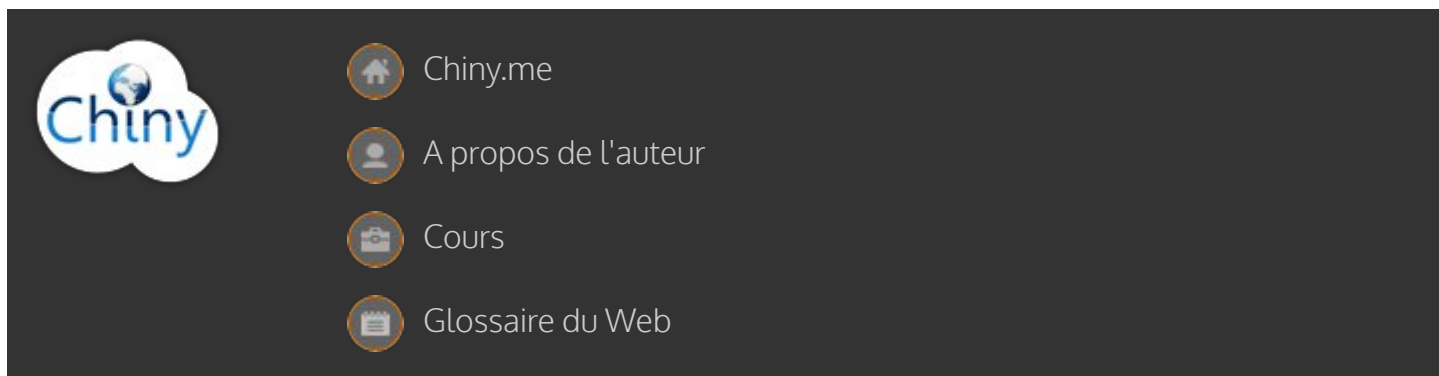 Chiny
Chiny.me
A propos de l'auteur
Cours
Glossaire du Web